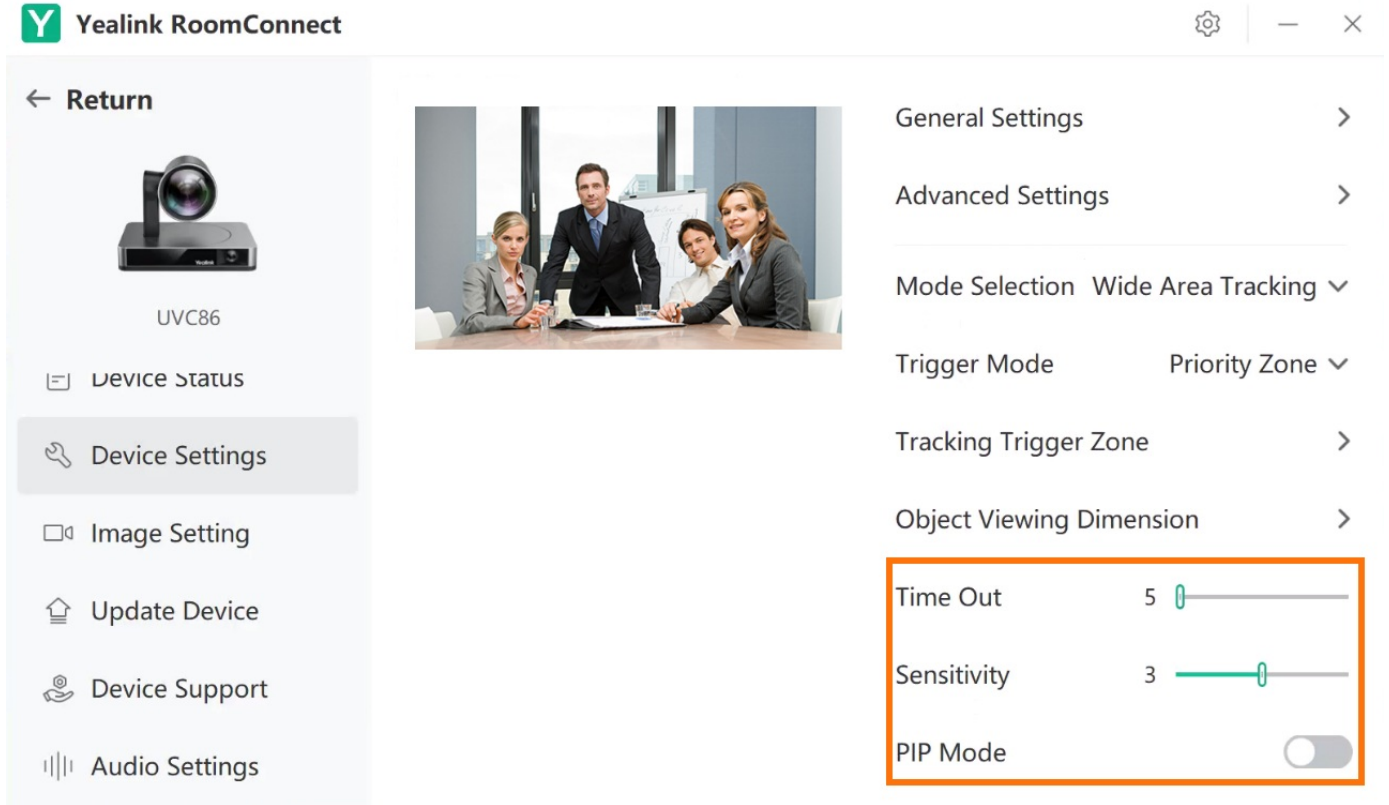 Yealink RoomConnect
Return
UVC86
Device Status
Device Settings
Image Setting
Update Device
Device Support
Audio Settings
General Settings
Advanced Settings
Mode Selection Wide Area Tracking
Trigger Mode Priority Zone
Tracking Trigger Zone
Object Viewing Dimension
Time Out 5
Sensitivity 3
PIP Mode